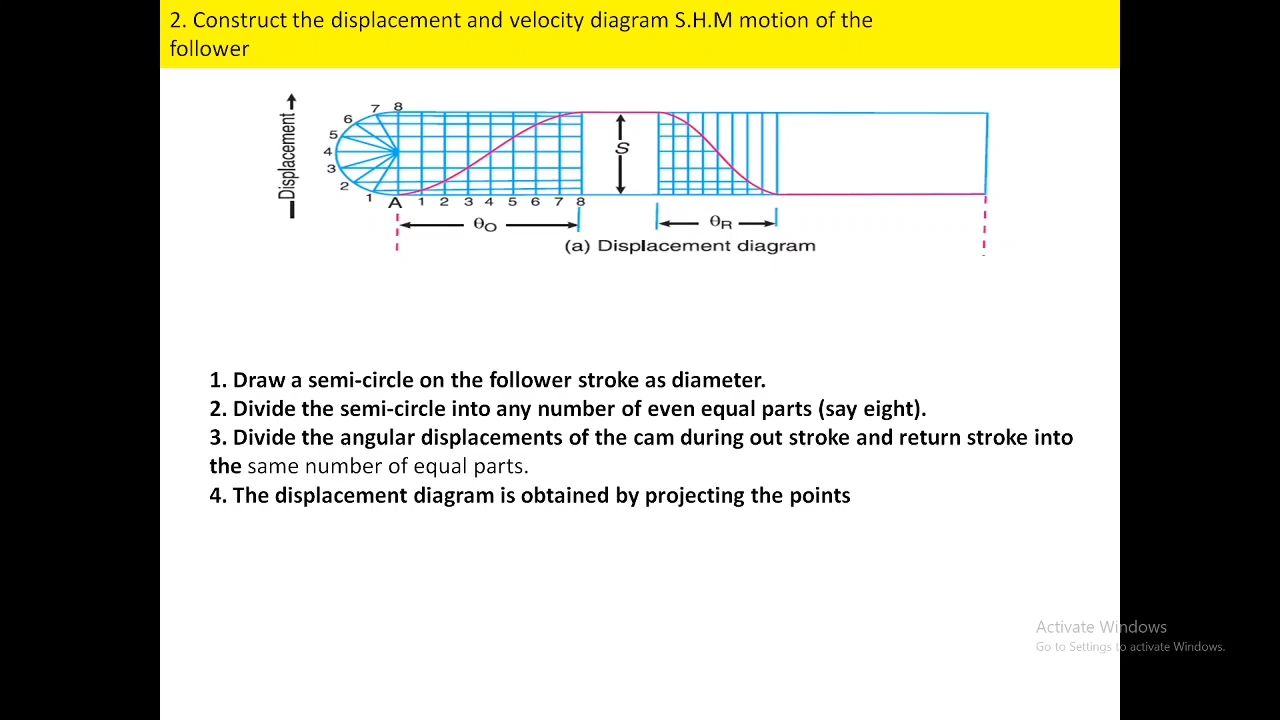 2. Construct the displacement and velocity diagram S.H.M motion of the
follower
Displacement
8
7
6
5
4
3
2
1
A 1 2 3 4 5 6 7 8
S
θO
θR
(a) Displacement diagram
1. Draw a semi-circle on the follower stroke as diameter.
2. Divide the semi-circle into any number of even equal parts (say eight).
3. Divide the angular displacements of the cam during out stroke and return stroke into
the same number of equal parts.
4. The displacement diagram is obtained by projecting the points
Activate Windows
Go to Settings to activate Windows.